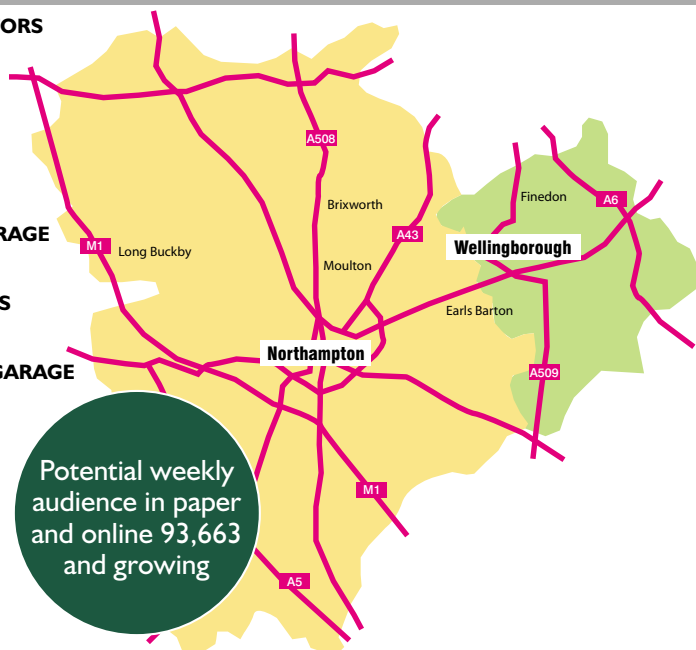 ORS
A508
Brixworth
Finedon
A6
RAGE
M1
Long Buckby
A43
Wellingborough
Moulton
S
Earls Barton
Northampton
GARAGE
A509
Potential weekly
audience in paper
and online 93,663
and growing
M1
A5